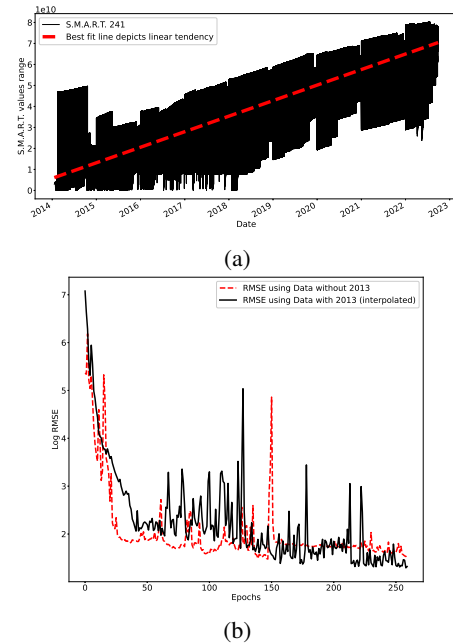 1e10
S.M.A.R.T. 241
Best fit line depicts linear tendency
S.M.A.R.T. values range
8
7
6
5
4
3
2
1
0
2014 2015 2016 2017 2018 2019 2020 2021 2022 2023
Date
(a)
RMSE using Data without 2013
RMSE using Data with 2013 (interpolated)
Log RMSE
7
6
5
4
3
2
0 50 100 150 200 250
Epochs
(b)